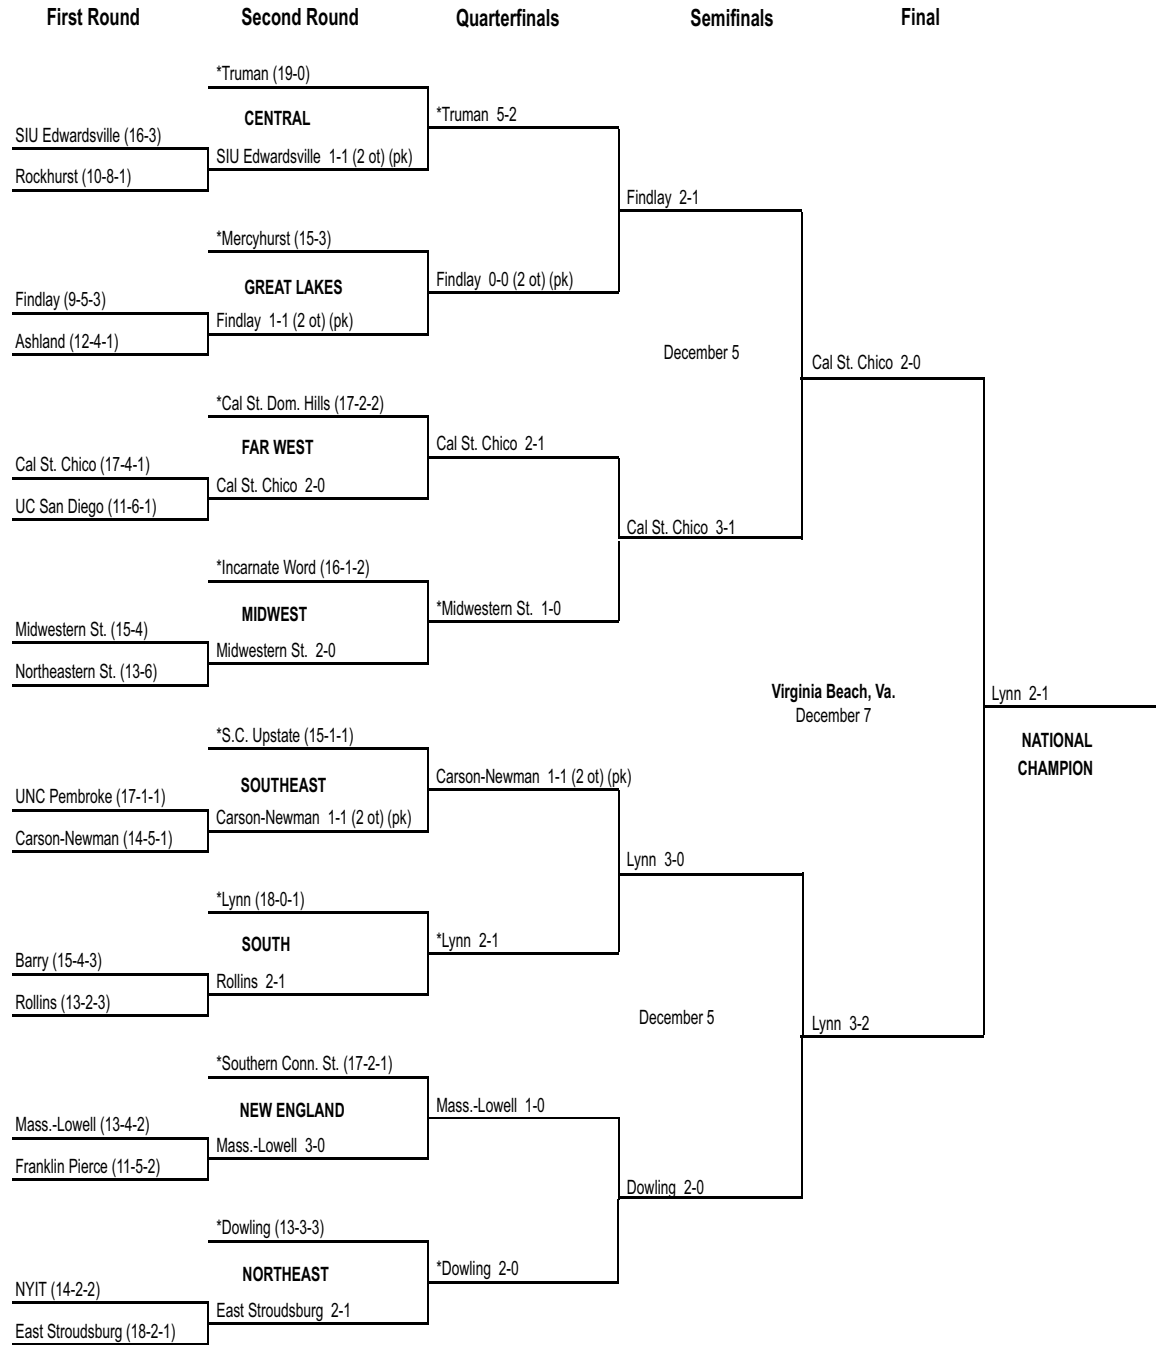 First Round
Second Round
Quarterfinals
Semifinals
Final
*Truman (19-0)
CENTRAL
*Truman 5-2
SIU Edwardsville (16-3)
SIU Edwardsville 1-1 (2 ot) (pk)
Rockhurst (10-8-1)
Findlay 2-1
*Mercyhurst (15-3)
GREAT LAKES
Findlay 0-0 (2 ot) (pk)
Findlay (9-5-3)
Findlay 1-1 (2 ot) (pk)
Ashland (12-4-1)
December 5
Cal St. Chico 2-0
*Cal St. Dom. Hills (17-2-2)
FAR WEST
Cal St. Chico 2-1
Cal St. Chico (17-4-1)
Cal St. Chico 2-0
UC San Diego (11-6-1)
Cal St. Chico 3-1
*Incarnate Word (16-1-2)
MIDWEST
*Midwestern St. 1-0
Midwestern St. (15-4)
Midwestern St. 2-0
Northeastern St. (13-6)
Virginia Beach, Va.
December 7
Lynn 2-1
NATIONAL
CHAMPION
*S.C. Upstate (15-1-1)
SOUTHEAST
Carson-Newman 1-1 (2 ot) (pk)
UNC Pembroke (17-1-1)
Carson-Newman 1-1 (2 ot) (pk)
Carson-Newman (14-5-1)
Lynn 3-0
*Lynn (18-0-1)
SOUTH
*Lynn 2-1
Barry (15-4-3)
Rollins 2-1
Rollins (13-2-3)
December 5
Lynn 3-2
*Southern Conn. St. (17-2-1)
NEW ENGLAND
Mass.-Lowell 1-0
Mass.-Lowell (13-4-2)
Mass.-Lowell 3-0
Franklin Pierce (11-5-2)
Dowling 2-0
*Dowling (13-3-3)
NORTHEAST
*Dowling 2-0
NYIT (14-2-2)
East Stroudsburg 2-1
East Stroudsburg (18-2-1)